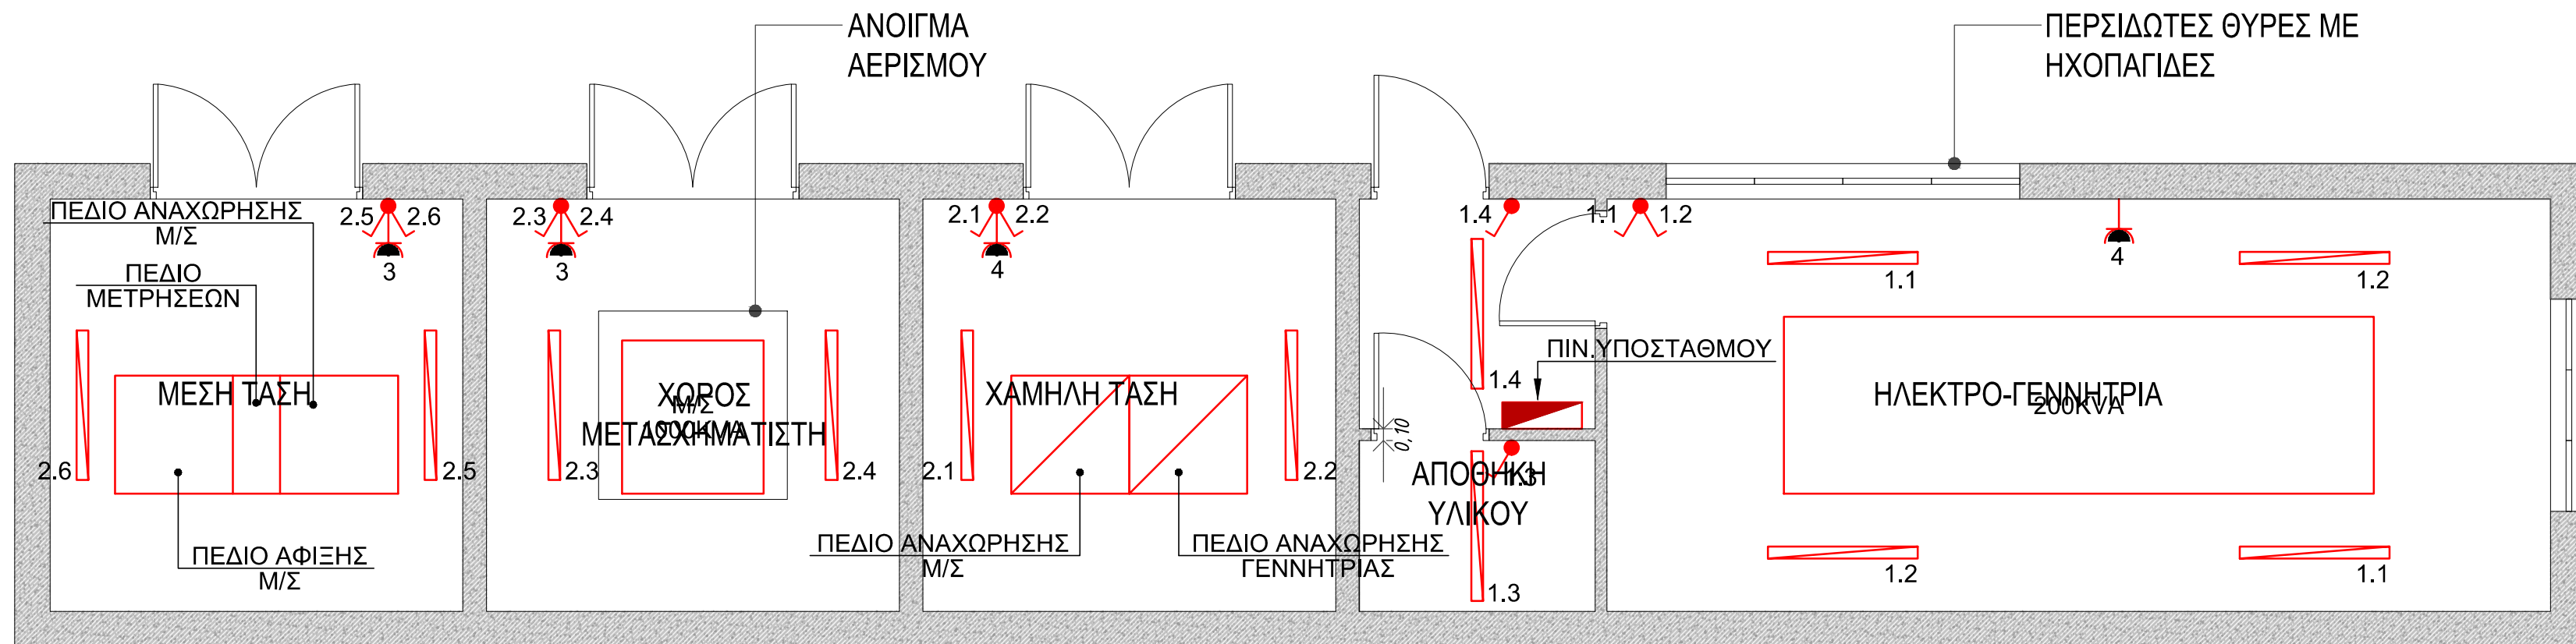 ΑΝΟΙΓΜΑ
ΑΕΡΙΣΜΟΥ
ΠΕΡΣΙΔΩΤΕΣ ΘΥΡΕΣ ΜΕ
ΗΧΟΠΑΓΙΔΕΣ
ΠΕΔΙΟ ΑΝΑΧΩΡΗΣΗΣ
Μ/Σ
2.5 2.6
3
ΠΕΔΙΟ
ΜΕΤΡΗΣΕΩΝ
ΜΕΣΗ ΤΑΣΗ
2.6
2.5
ΠΕΔΙΟ ΑΦΙΞΗΣ
Μ/Σ
2.3 2.4
3
ΧΩΡΟΣ
Μ/Σ
ΜΕΤΑΣΧΗΜΑΤΙΣΤΗ
1000KVA
2.3
2.4
2.1 2.2
4
ΧΑΜΗΛΗ ΤΑΣΗ
2.1
2.2
ΠΕΔΙΟ ΑΝΑΧΩΡΗΣΗΣ
Μ/Σ
ΠΕΔΙΟ ΑΝΑΧΩΡΗΣΗΣ
ΓΕΝΝΗΤΡΙΑΣ
1.4
1.4
ΠΙΝ.ΥΠΟΣΤΑΘΜΟΥ
0,10
ΑΠΟΘΗΚΗ
ΥΛΙΚΟΥ
1.3
1.3
1.1 1.2
4
1.1
1.2
ΗΛΕΚΤΡΟ-ΓΕΝΝΗΤΡΙΑ
200KVA
1.2
1.1